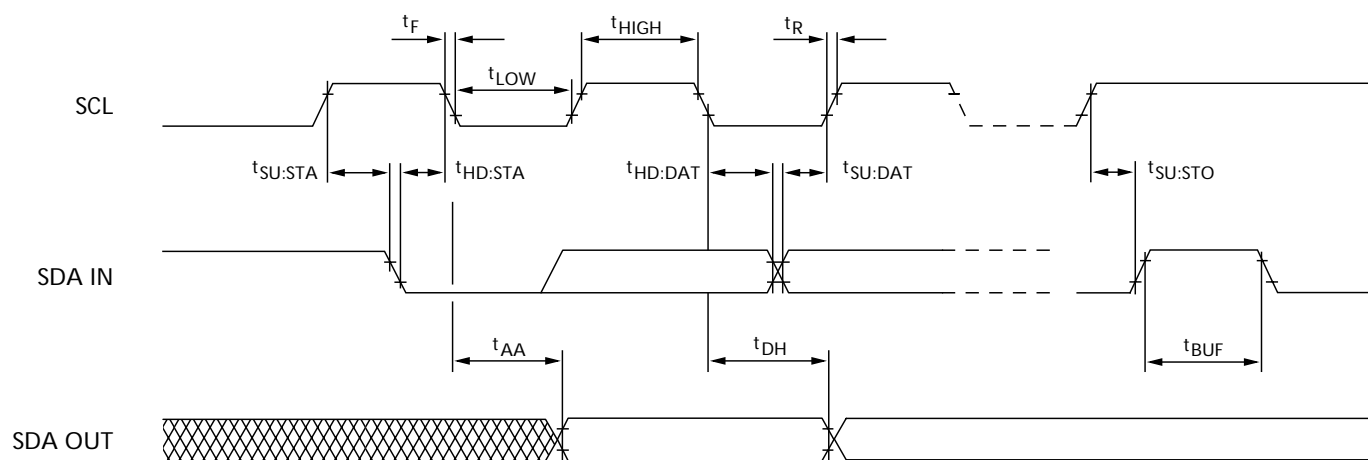 tF
tHIGH
tR
tLOW
SCL
tSU:STA
tHD:STA
tHD:DAT
tSU:DAT
tSU:STO
SDA IN
tAA
tDH
tBUF
SDA OUT